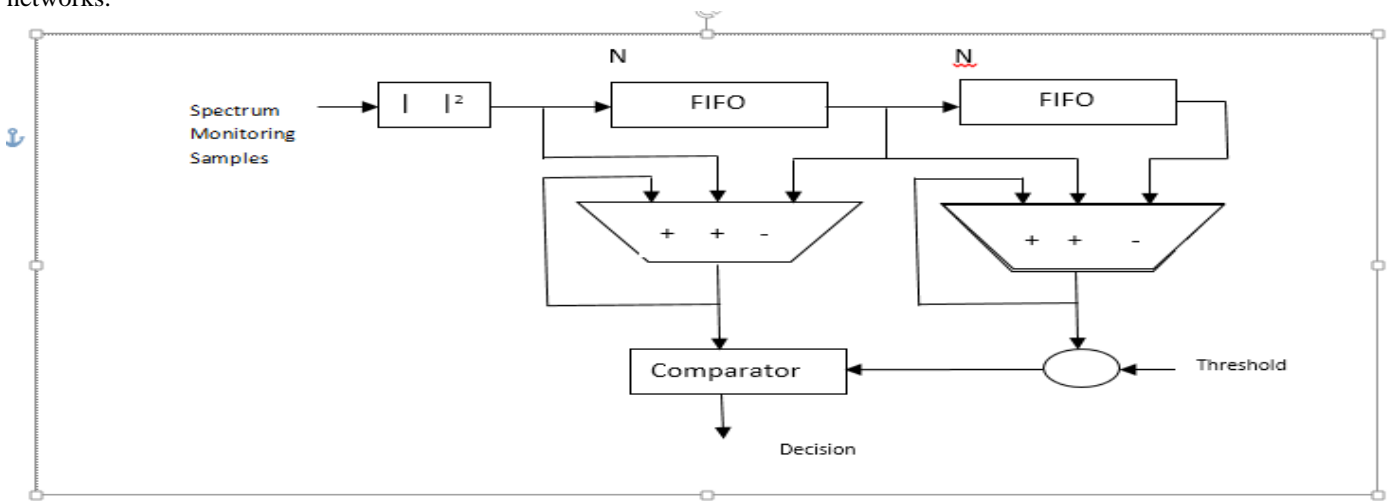 networks.
N
N
Spectrum
Monitoring
Samples
| |²
FIFO
FIFO
+ + -
+ + -
Comparator
Threshold
Decision